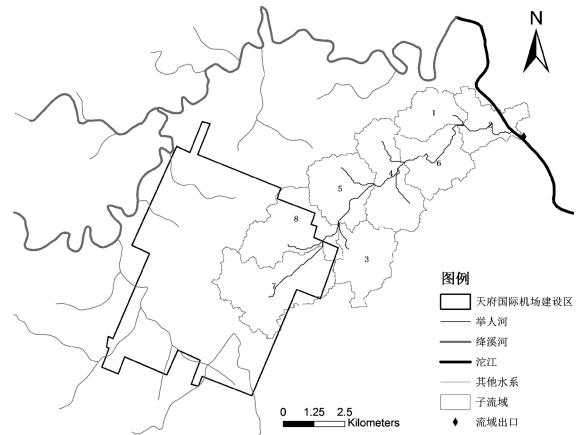 N
1
2
6
4
5
8
3
7
图例
天府国际机场建设区
举人河
绛溪河
沱江
其他水系
子流域
流域出口
0 1.25 2.5
Kilometers